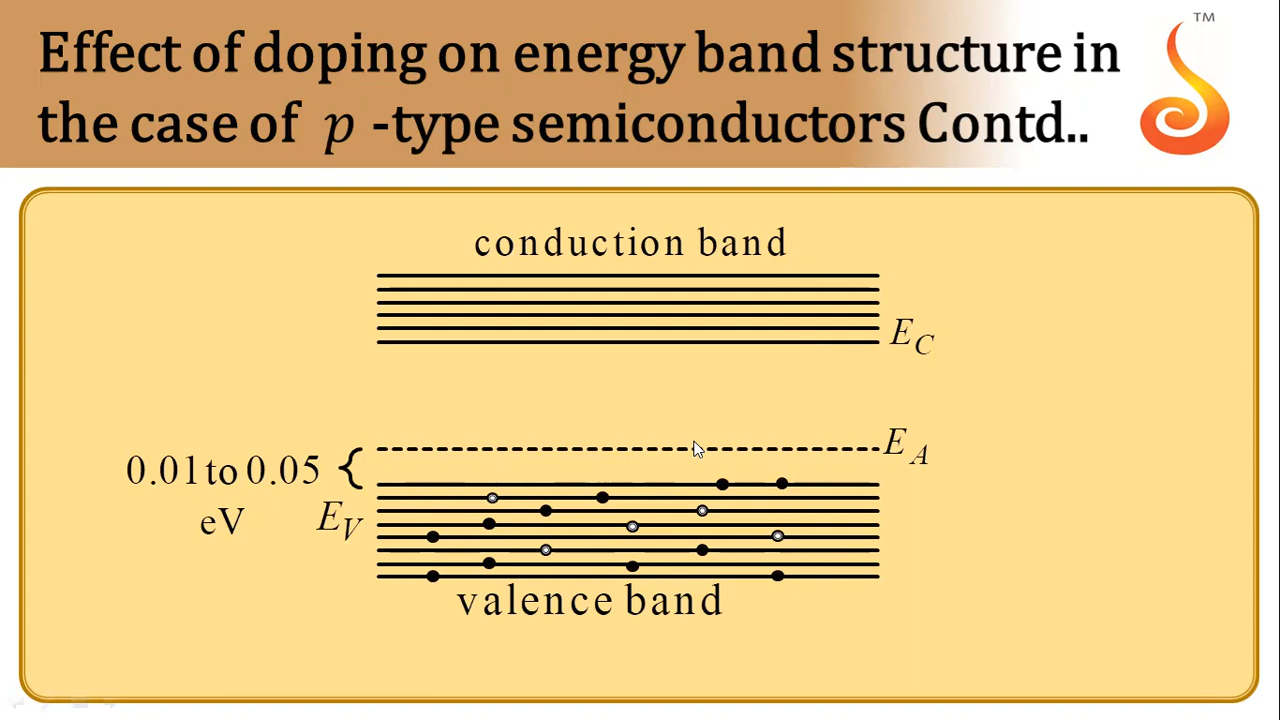 Effect of doping on energy band structure in
the case of p -type semiconductors Contd..
TM
conduction band
E_C
E_A
0.01 to 0.05
eV
E_V
valence band